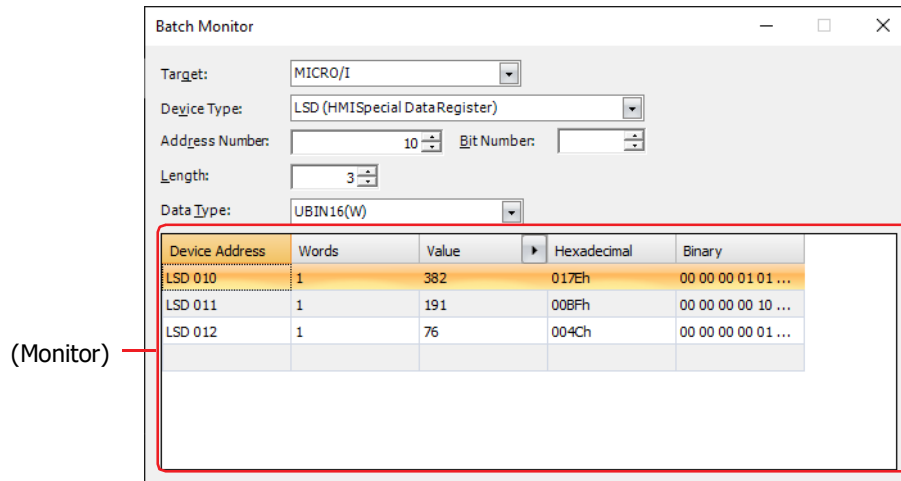 Batch Monitor
Target: MICRO/I
Device Type: LSD (HMISpecial DataRegister)
Address Number: 10 Bit Number:
Length: 3
Data Type: UBIN16(W)
Device Address Words Value Hexadecimal Binary
LSD 010 1 382 017Eh 00 00 00 01 01 ...
LSD 011 1 191 00BFh 00 00 00 00 10 ...
LSD 012 1 76 004Ch 00 00 00 00 01 ...
(Monitor)